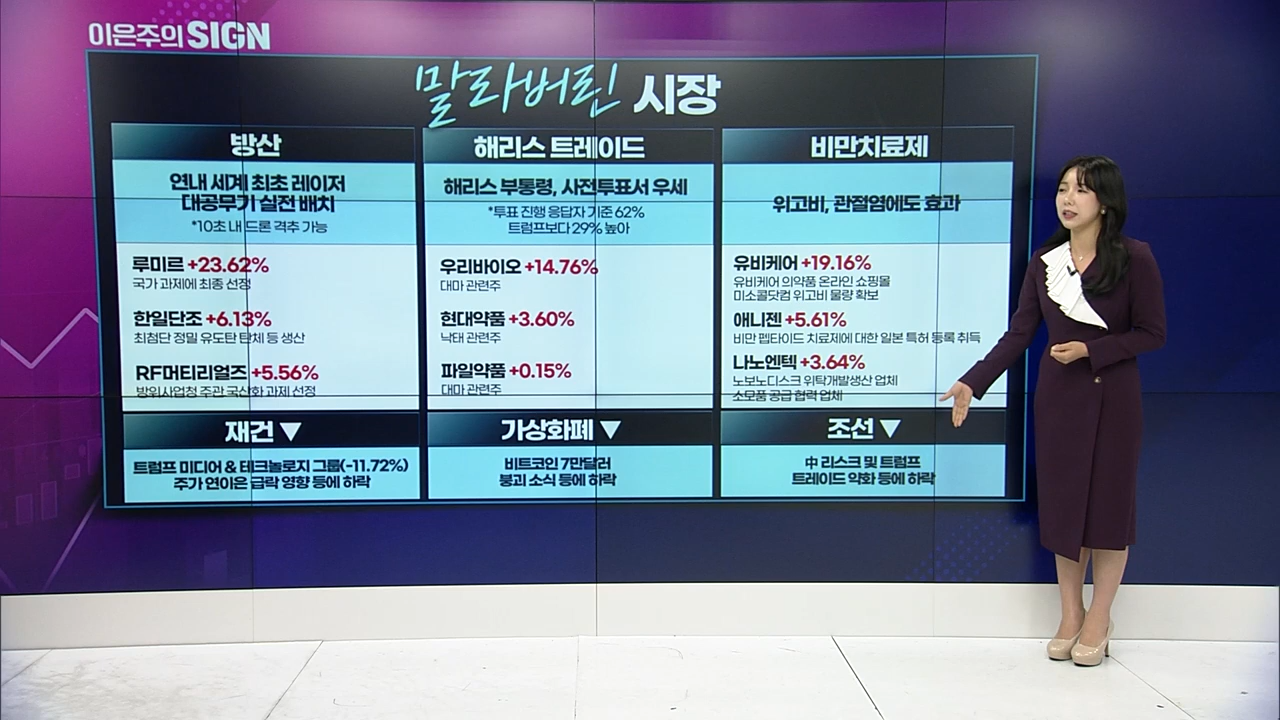 이은주의 SIGN
말라버린 시장
방산
연내 세계 최초 레이저
대공무기 실전 배치
*10초 내 드론 격추 가능
루미르 +23.62%
국가 과제에 최종 선정
한일단조 +6.13%
최첨단 정밀 유도탄 탄체 등 생산
RF머티리얼즈 +5.56%
방위사업청 주관 국산화 과제 선정
해리스 트레이드
해리스 부통령, 사전투표서 우세
*투표 진행 응답자 기준 62%
트럼프보다 29% 높아
우리바이오 +14.76%
대마 관련주
현대약품 +3.60%
낙태 관련주
파일약품 +0.15%
대마 관련주
비만치료제
위고비, 관절염에도 효과
유비케어 +19.16%
유비케어 의약품 온라인 쇼핑몰
미소콜닷컴 위고비 물량 확보
애니젠 +5.61%
비만 펩타이드 치료제에 대한 일본 특허 등록 취득
나노엔텍 +3.64%
노보노디스크 위탁개발생산 업체
소모품 공급 협력 업체
재건 ▼
트럼프 미디어 & 테크놀로지 그룹(-11.72%)
주가 연이은 급락 영향 등에 하락
가상화폐 ▼
비트코인 7만달러
붕괴 소식 등에 하락
조선 ▼
中 리스크 및 트럼프
트레이드 약화 등에 하락